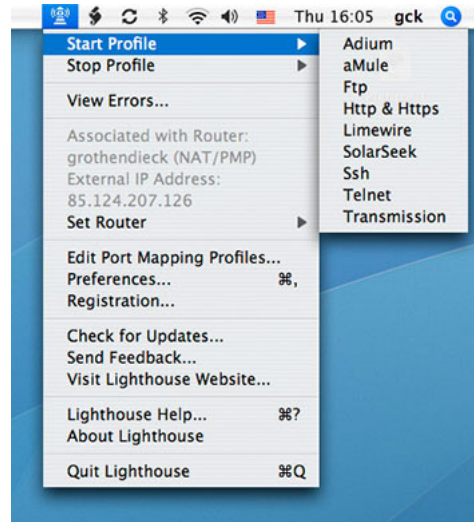 Thu 16:05 gck
Start Profile
Stop Profile
View Errors...
Associated with Router:
grothendieck (NAT/PMP)
External IP Address:
85.124.207.126
Set Router
Edit Port Mapping Profiles...
Preferences... ⌘,
Registration...
Check for Updates...
Send Feedback...
Visit Lighthouse Website...
Lighthouse Help... ⌘?
About Lighthouse
Quit Lighthouse ⌘Q
Adium
aMule
Ftp
Http & Https
Limewire
SolarSeek
Ssh
Telnet
Transmission